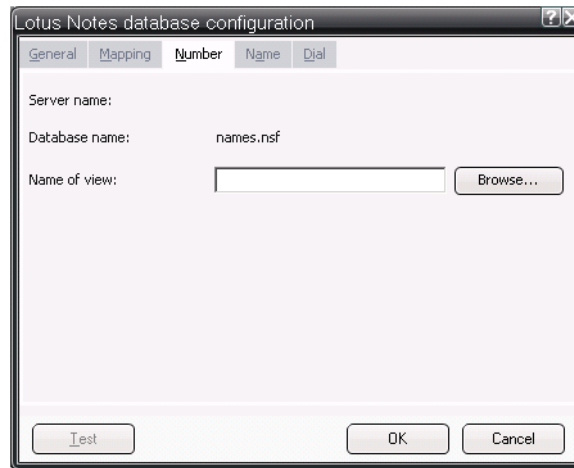 Lotus Notes database configuration
General Mapping Number Name Dial
Server name:
Database name: names.nsf
Name of view: Browse...
Test OK Cancel